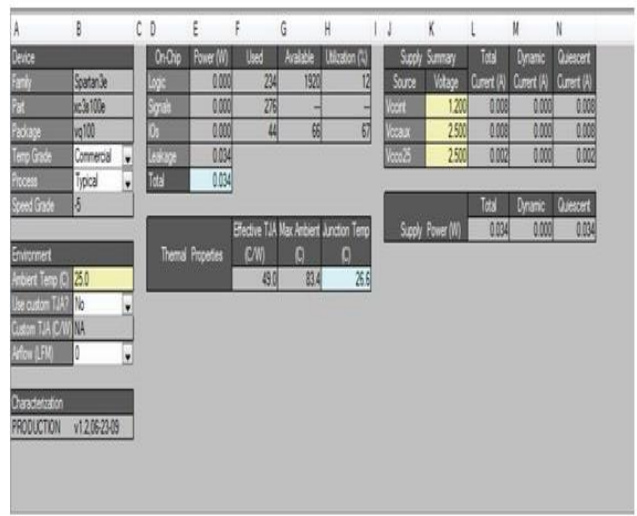 A B C D E F G H I J K L M N
Device
Family Spartan3e
Part xc3s100e
Package vq100
Temp Grade Commercial
Process Typical
Speed Grade -5
Environment
Ambient Temp (C) 25.0
Use custom TJA? No
Custom TJA (C/W) NA
Airflow (LFM) 0
Characterization
PRODUCTION v1.2,06-23-09
On-Chip Power (W) Used Available Utilization (%)
Logic 0.000 234 1920 12
Signals 0.000 276 --- ---
IOs 0.000 44 66 67
Leakage 0.034
Total 0.034
Thermal Properties Effective TJA (C/W) Max Ambient (C) Junction Temp (C)
49.0 83.4 26.6
Supply Summary Total Dynamic Quiescent
Source Voltage Current (A) Current (A) Current (A)
Vccint 1.200 0.008 0.000 0.008
Vccaux 2.500 0.008 0.000 0.008
Vcco25 2.500 0.002 0.000 0.002
Total Dynamic Quiescent
Supply Power (W) 0.034 0.000 0.034